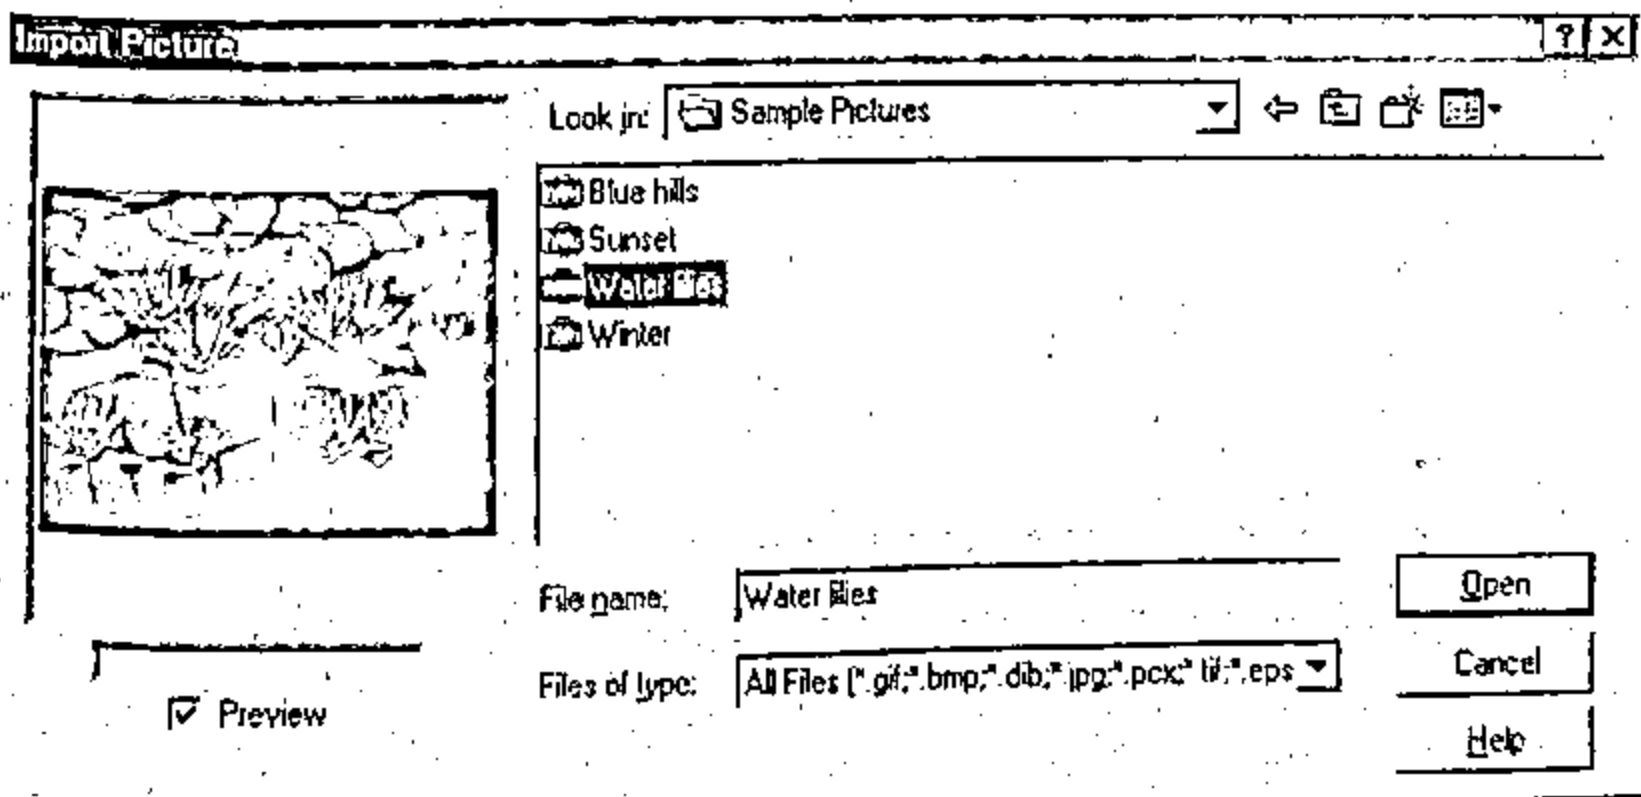 Import Picture
Look in: Sample Pictures
Blue hills
Sunset
Water lilies
Winter
File name: Water lilies
Open
Files of type: All Files (*.gif;*.bmp;*.dib;*.jpg;*.pcx;*.tif;*.eps
Cancel
Preview
Help